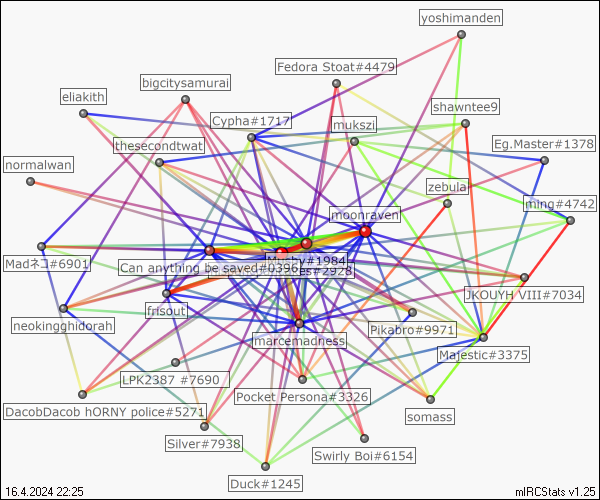 yoshimanden
Fedora Stoat#4479
bigcitysamurai
eliakith
shawntee9
Cypha#1717
mukszi
thesecondtwat
Eg.Master#1378
normalwan
zebula
ming#4742
moonraven
Madネコ#6901
Can anything be saved#0396
#1984
es#2928
JKOUYH VIII#7034
frisout
neokingghidorah
Pikabro#9971
marcemadness
Majestic#3375
LPK2387 #7690
Pocket Persona#3326
DacobDacob hORNY police#5271
somass
Silver#7938
Swirly Boi#6154
Duck#1245
16.4.2024 22:25
mIRCStats v1.25